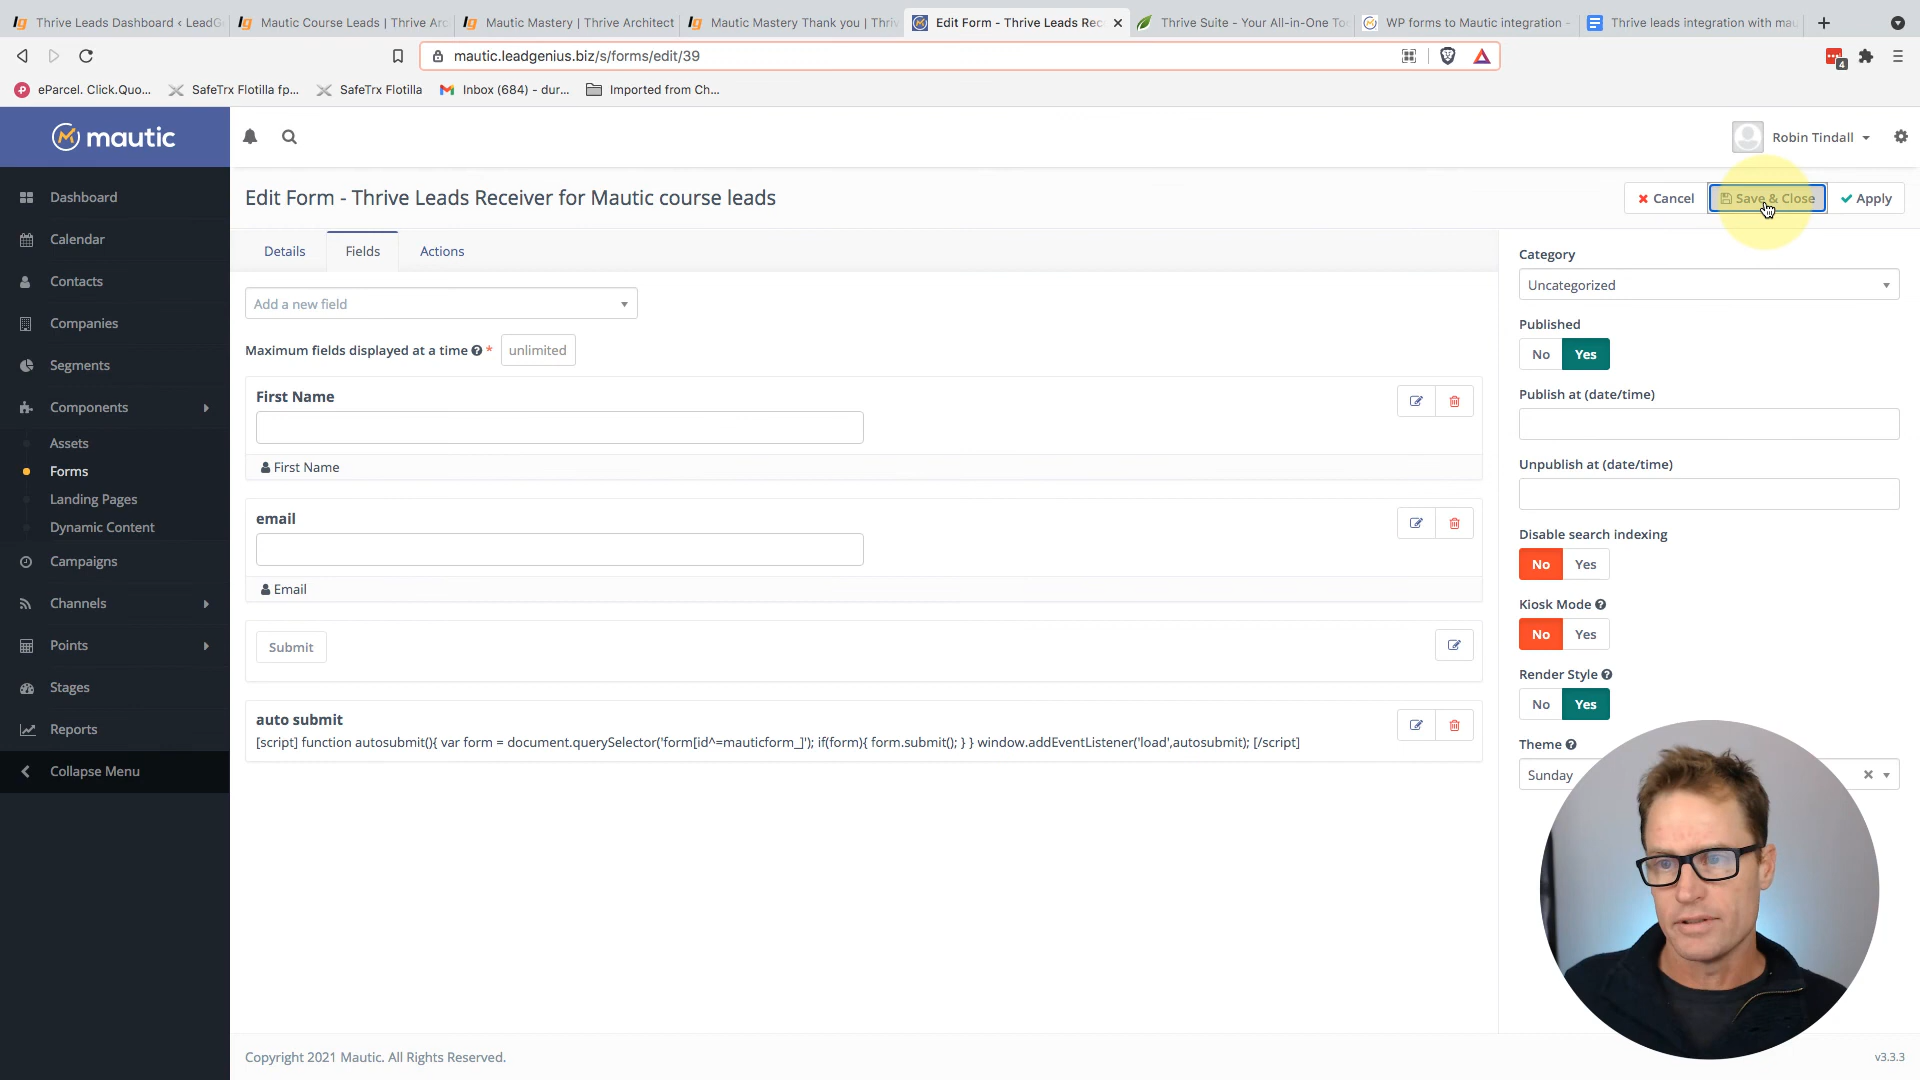 Thrive Leads Dashboard ‹ LeadG
Mautic Course Leads | Thrive Arc
Mautic Mastery | Thrive Architect
Mautic Mastery Thank you | Thriv
Edit Form - Thrive Leads Rec
Thrive Suite - Your All-in-One To
WP forms to Mautic integration -
Thrive leads integration with mau
mautic.leadgenius.biz/s/forms/edit/39
4
eParcel. Click.Quo...
SafeTrx Flotilla fp...
SafeTrx Flotilla
Inbox (684) - dur...
Imported from Ch...
mautic
Robin Tindall
Dashboard
Calendar
Contacts
Companies
Segments
Components
Assets
Forms
Landing Pages
Dynamic Content
Campaigns
Channels
Points
Stages
Reports
Collapse Menu
Edit Form - Thrive Leads Receiver for Mautic course leads
Cancel
Save & Close
Apply
Details
Fields
Actions
Add a new field
Maximum fields displayed at a time * unlimited
First Name
First Name
email
Email
Submit
auto submit
[script] function autosubmit(){ var form = document.querySelector('form[id^=mauticform_]'); if(form){ form.submit(); } } window.addEventListener('load',autosubmit); [/script]
Category
Uncategorized
Published
No Yes
Publish at (date/time)
Unpublish at (date/time)
Disable search indexing
No Yes
Kiosk Mode
No Yes
Render Style
No Yes
Theme
Sunday
Copyright 2021 Mautic. All Rights Reserved.
v3.3.3